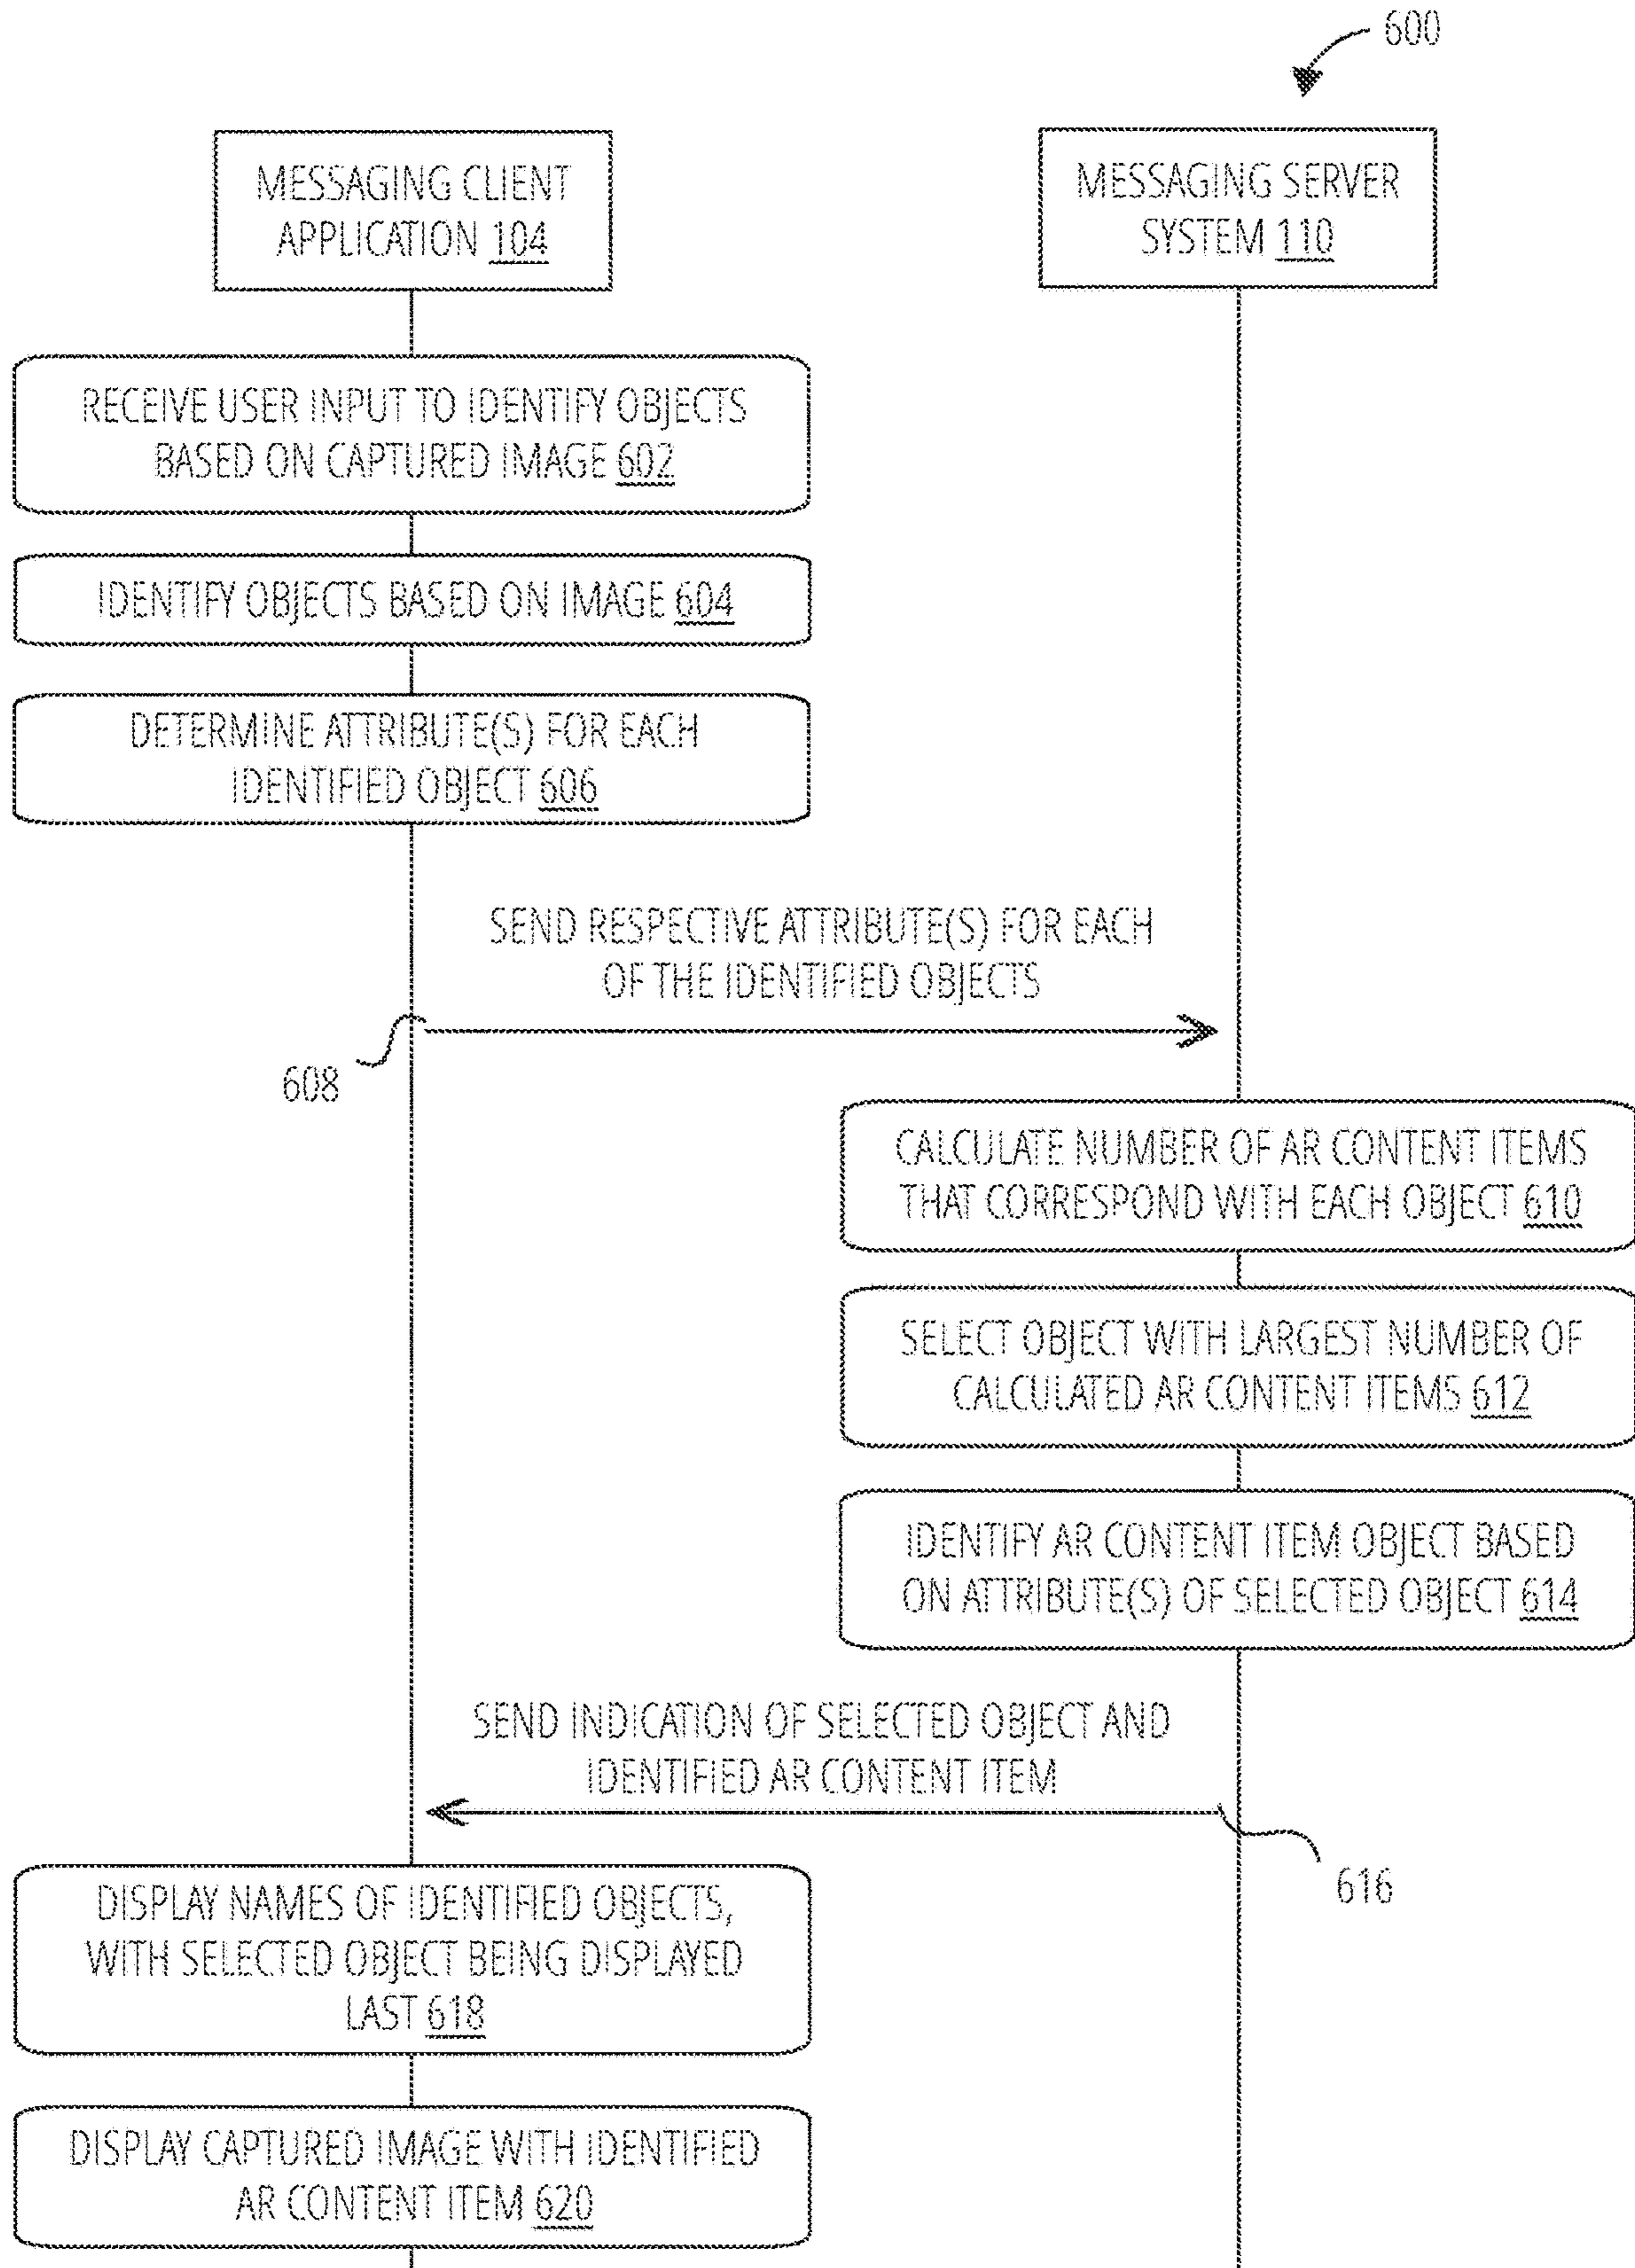 600
MESSAGING CLIENT
APPLICATION 104
MESSAGING SERVER
SYSTEM 110
RECEIVE USER INPUT TO IDENTIFY OBJECTS
BASED ON CAPTURED IMAGE 602
IDENTIFY OBJECTS BASED ON IMAGE 604
DETERMINE ATTRIBUTE(S) FOR EACH
IDENTIFIED OBJECT 606
SEND RESPECTIVE ATTRIBUTE(S) FOR EACH
OF THE IDENTIFIED OBJECTS
608
CALCULATE NUMBER OF AR CONTENT ITEMS
THAT CORRESPOND WITH EACH OBJECT 610
SELECT OBJECT WITH LARGEST NUMBER OF
CALCULATED AR CONTENT ITEMS 612
IDENTIFY AR CONTENT ITEM OBJECT BASED
ON ATTRIBUTE(S) OF SELECTED OBJECT 614
SEND INDICATION OF SELECTED OBJECT AND
IDENTIFIED AR CONTENT ITEM
616
DISPLAY NAMES OF IDENTIFIED OBJECTS,
WITH SELECTED OBJECT BEING DISPLAYED
LAST 618
DISPLAY CAPTURED IMAGE WITH IDENTIFIED
AR CONTENT ITEM 620